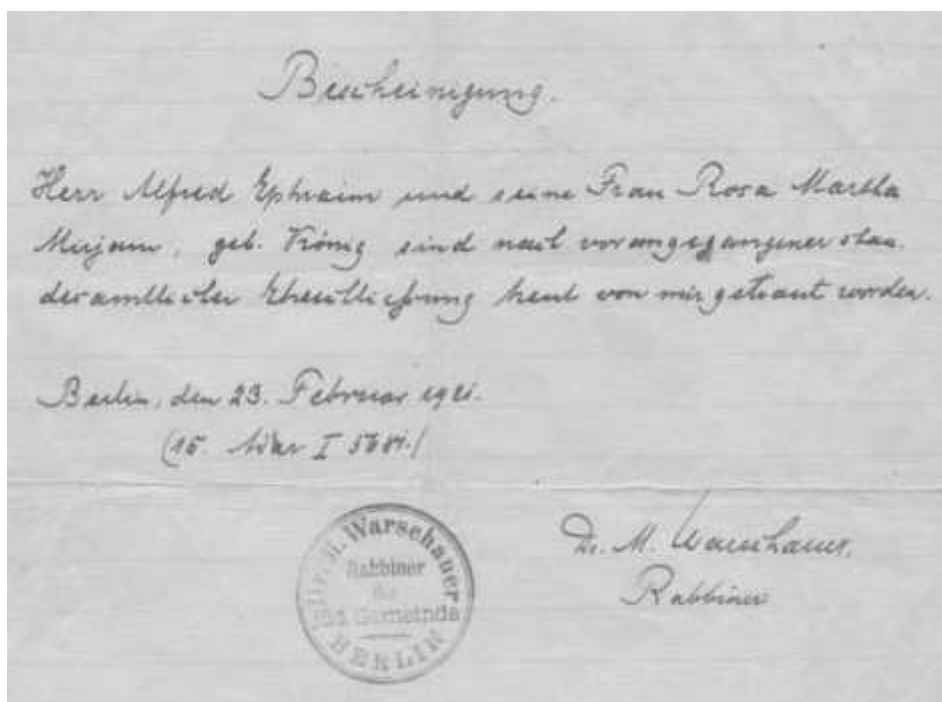 Bescheinigung.
Herr Alfred Ephraim und seine Frau Rosa Martha
Mirjam, geb. König sind nach vorangegangener stan-
desamtlicher Eheschließung heut von mir getraut worden.
Berlin, den 23. Februar 1921.
(15. Adar I 5681.)
Dr. M. Warschauer
Rabbiner
der
Jüd. Gemeinde
BERLIN
Dr. M. Warschauer,
Rabbiner